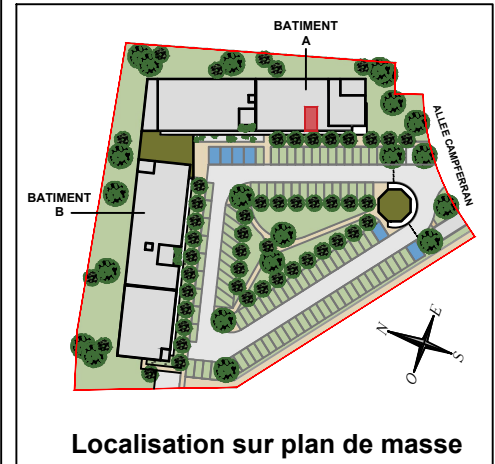 BATIMENT
A
ALLEE CAMPFERRAN
BATIMENT
B
N
E
S
O
Localisation sur plan de masse